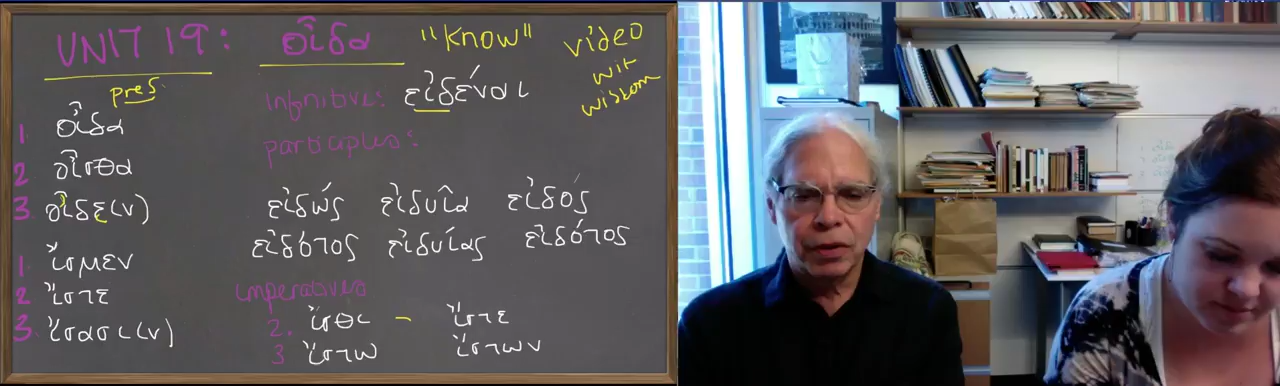 UNIT 19: οἶδα "know" video
wit
wisdom
pres.
infinitive: εἰδέναι
participles:
1. οἶδα
2 οἶσθα
3. οἶδε(ν)
1. ἴσμεν
2 ἴστε
3. ἴσασι(ν)
εἰδώς εἰδυῖα εἰδός
εἰδότος εἰδυίας εἰδότος
imperatives
2. ἴσθι – ἴστε
3 ἴστω ἴστων